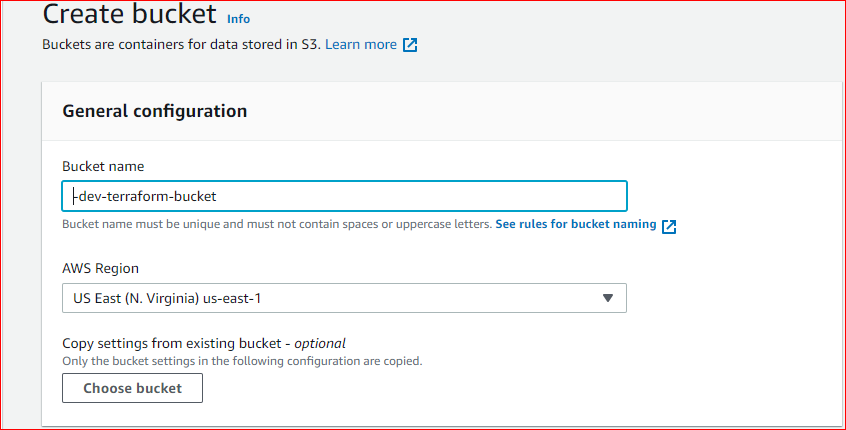 Create bucket Info
Buckets are containers for data stored in S3. Learn more
General configuration
Bucket name
-dev-terraform-bucket
Bucket name must be unique and must not contain spaces or uppercase letters. See rules for bucket naming
AWS Region
US East (N. Virginia) us-east-1
Copy settings from existing bucket - optional
Only the bucket settings in the following configuration are copied.
Choose bucket